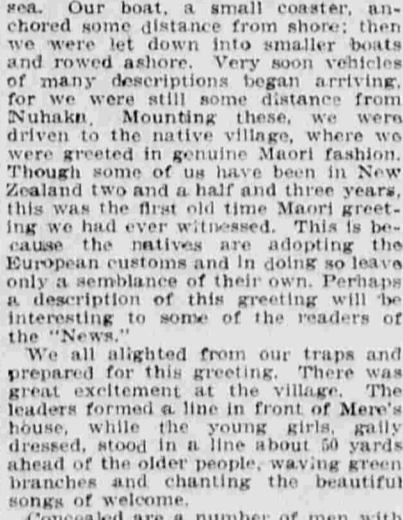 sea. Our boat, a small coaster, an-
chored some distance from shore; then
we were let down into smaller boats
and rowed ashore. Very soon vehicles
of many descriptions began arriving,
for we were still some distance from
Nuhaka. Mounting these, we were
driven to the native village, where we
were greeted in genuine Maori fashion.
Though some of us have been in New
Zealand two and a half and three years,
this was the first old time Maori greet-
ing we had ever witnessed. This is be-
cause the natives are adopting the
European customs and in doing so leave
only a semblance of their own. Perhaps
a description of this greeting will be
interesting to some of the readers of
the "News."
We all alighted from our traps and
prepared for this greeting. There was
great excitement at the village. The
leaders formed a line in front of Mere's
house, while the young girls, gaily
dressed, stood in a line about 50 yards
ahead of the older people, waving green
branches and chanting the beautiful
songs of welcome.
Concealed are a number of men with